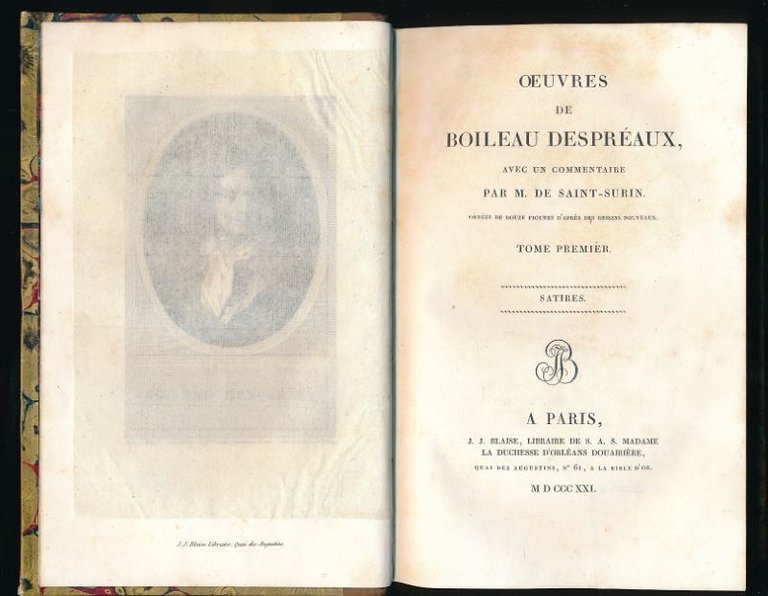 J. J. Blaise Libraire, Quai des Augustins
ŒUVRES
DE
BOILEAU DESPRÉAUX,
AVEC UN COMMENTAIRE
PAR M. DE SAINT-SURIN.
ORNÉES DE DOUZE FIGURES D'APRÈS DES DESSINS NOUVEAUX.
TOME PREMIER.
SATIRES.
JB
A PARIS,
J. J. BLAISE, LIBRAIRE DE S. A. S. MADAME
LA DUCHESSE D'ORLÉANS DOUAIRIÈRE,
QUAI DES AUGUSTINS, Nº 61, A LA BIBLE D'OR.
M D CCC XXI.